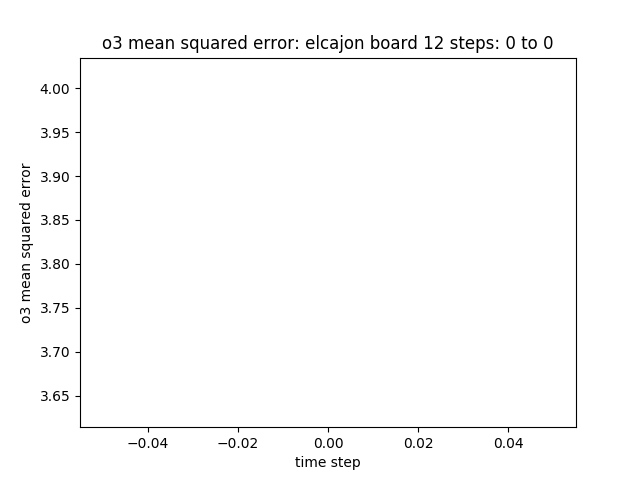 o3 mean squared error: elcajon board 12 steps: 0 to 0
4.00
3.95
3.90
3.85
3.80
3.75
3.70
3.65
o3 mean squared error
−0.04 −0.02 0.00 0.02 0.04
time step